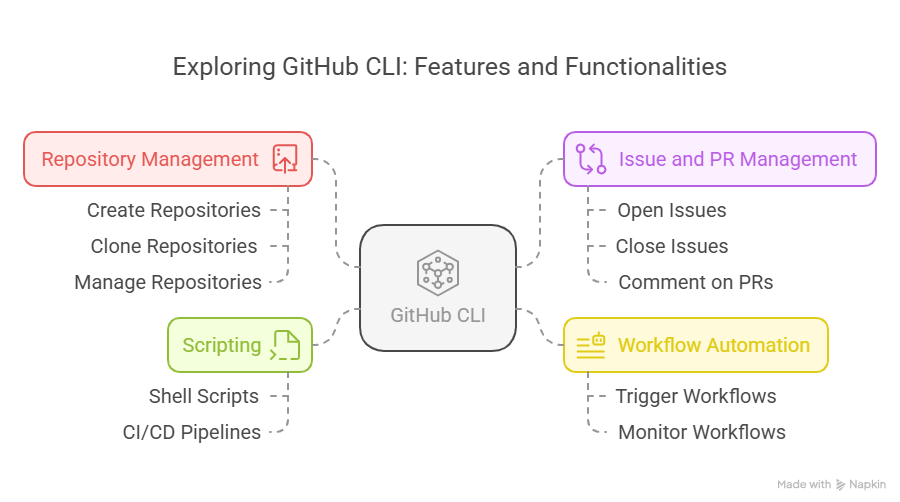 Exploring GitHub CLI: Features and Functionalities
Repository Management
Create Repositories
Clone Repositories
Manage Repositories
Scripting
Shell Scripts
CI/CD Pipelines
GitHub CLI
Issue and PR Management
Open Issues
Close Issues
Comment on PRs
Workflow Automation
Trigger Workflows
Monitor Workflows
Made with Napkin